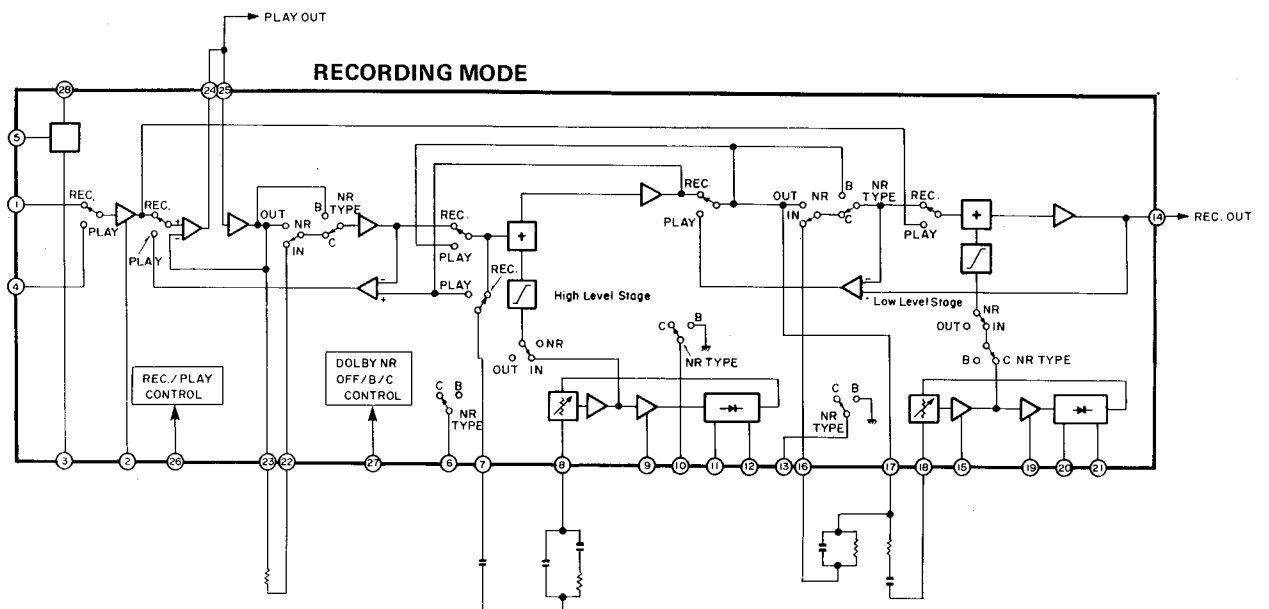 PLAY OUT
RECORDING MODE
28
24
25
5
1
REC.
PLAY
4
REC.
PLAY
+
-
OUT
NR
IN
B
NR
TYPE
C
REC.
PLAY
PLAY
REC.
-
+
+
High Level Stage
NR
OUT
IN
REC.
PLAY
OUT
NR
IN
B
NR
TYPE
C
REC.
PLAY
+
14
REC. OUT
-
Low Level Stage
NR
OUT
IN
B
C NR TYPE
REC./PLAY
CONTROL
DOLBY NR
OFF/B/C
CONTROL
C
B
NR
TYPE
C
B
NR TYPE
C
B
NR
TYPE
3
2
26
23
22
27
6
7
8
9
10
11
12
13
16
17
18
15
19
20
21